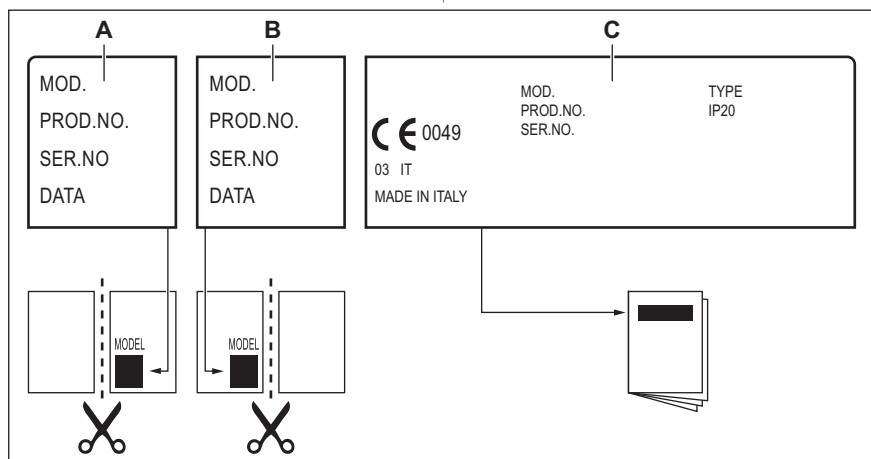 A
B
C
MOD.
PROD.NO.
SER.NO
DATA
MOD.
PROD.NO.
SER.NO
DATA
MOD.
PROD.NO.
SER.NO.
TYPE
IP20
CE 0049
03 IT
MADE IN ITALY
MODEL
MODEL